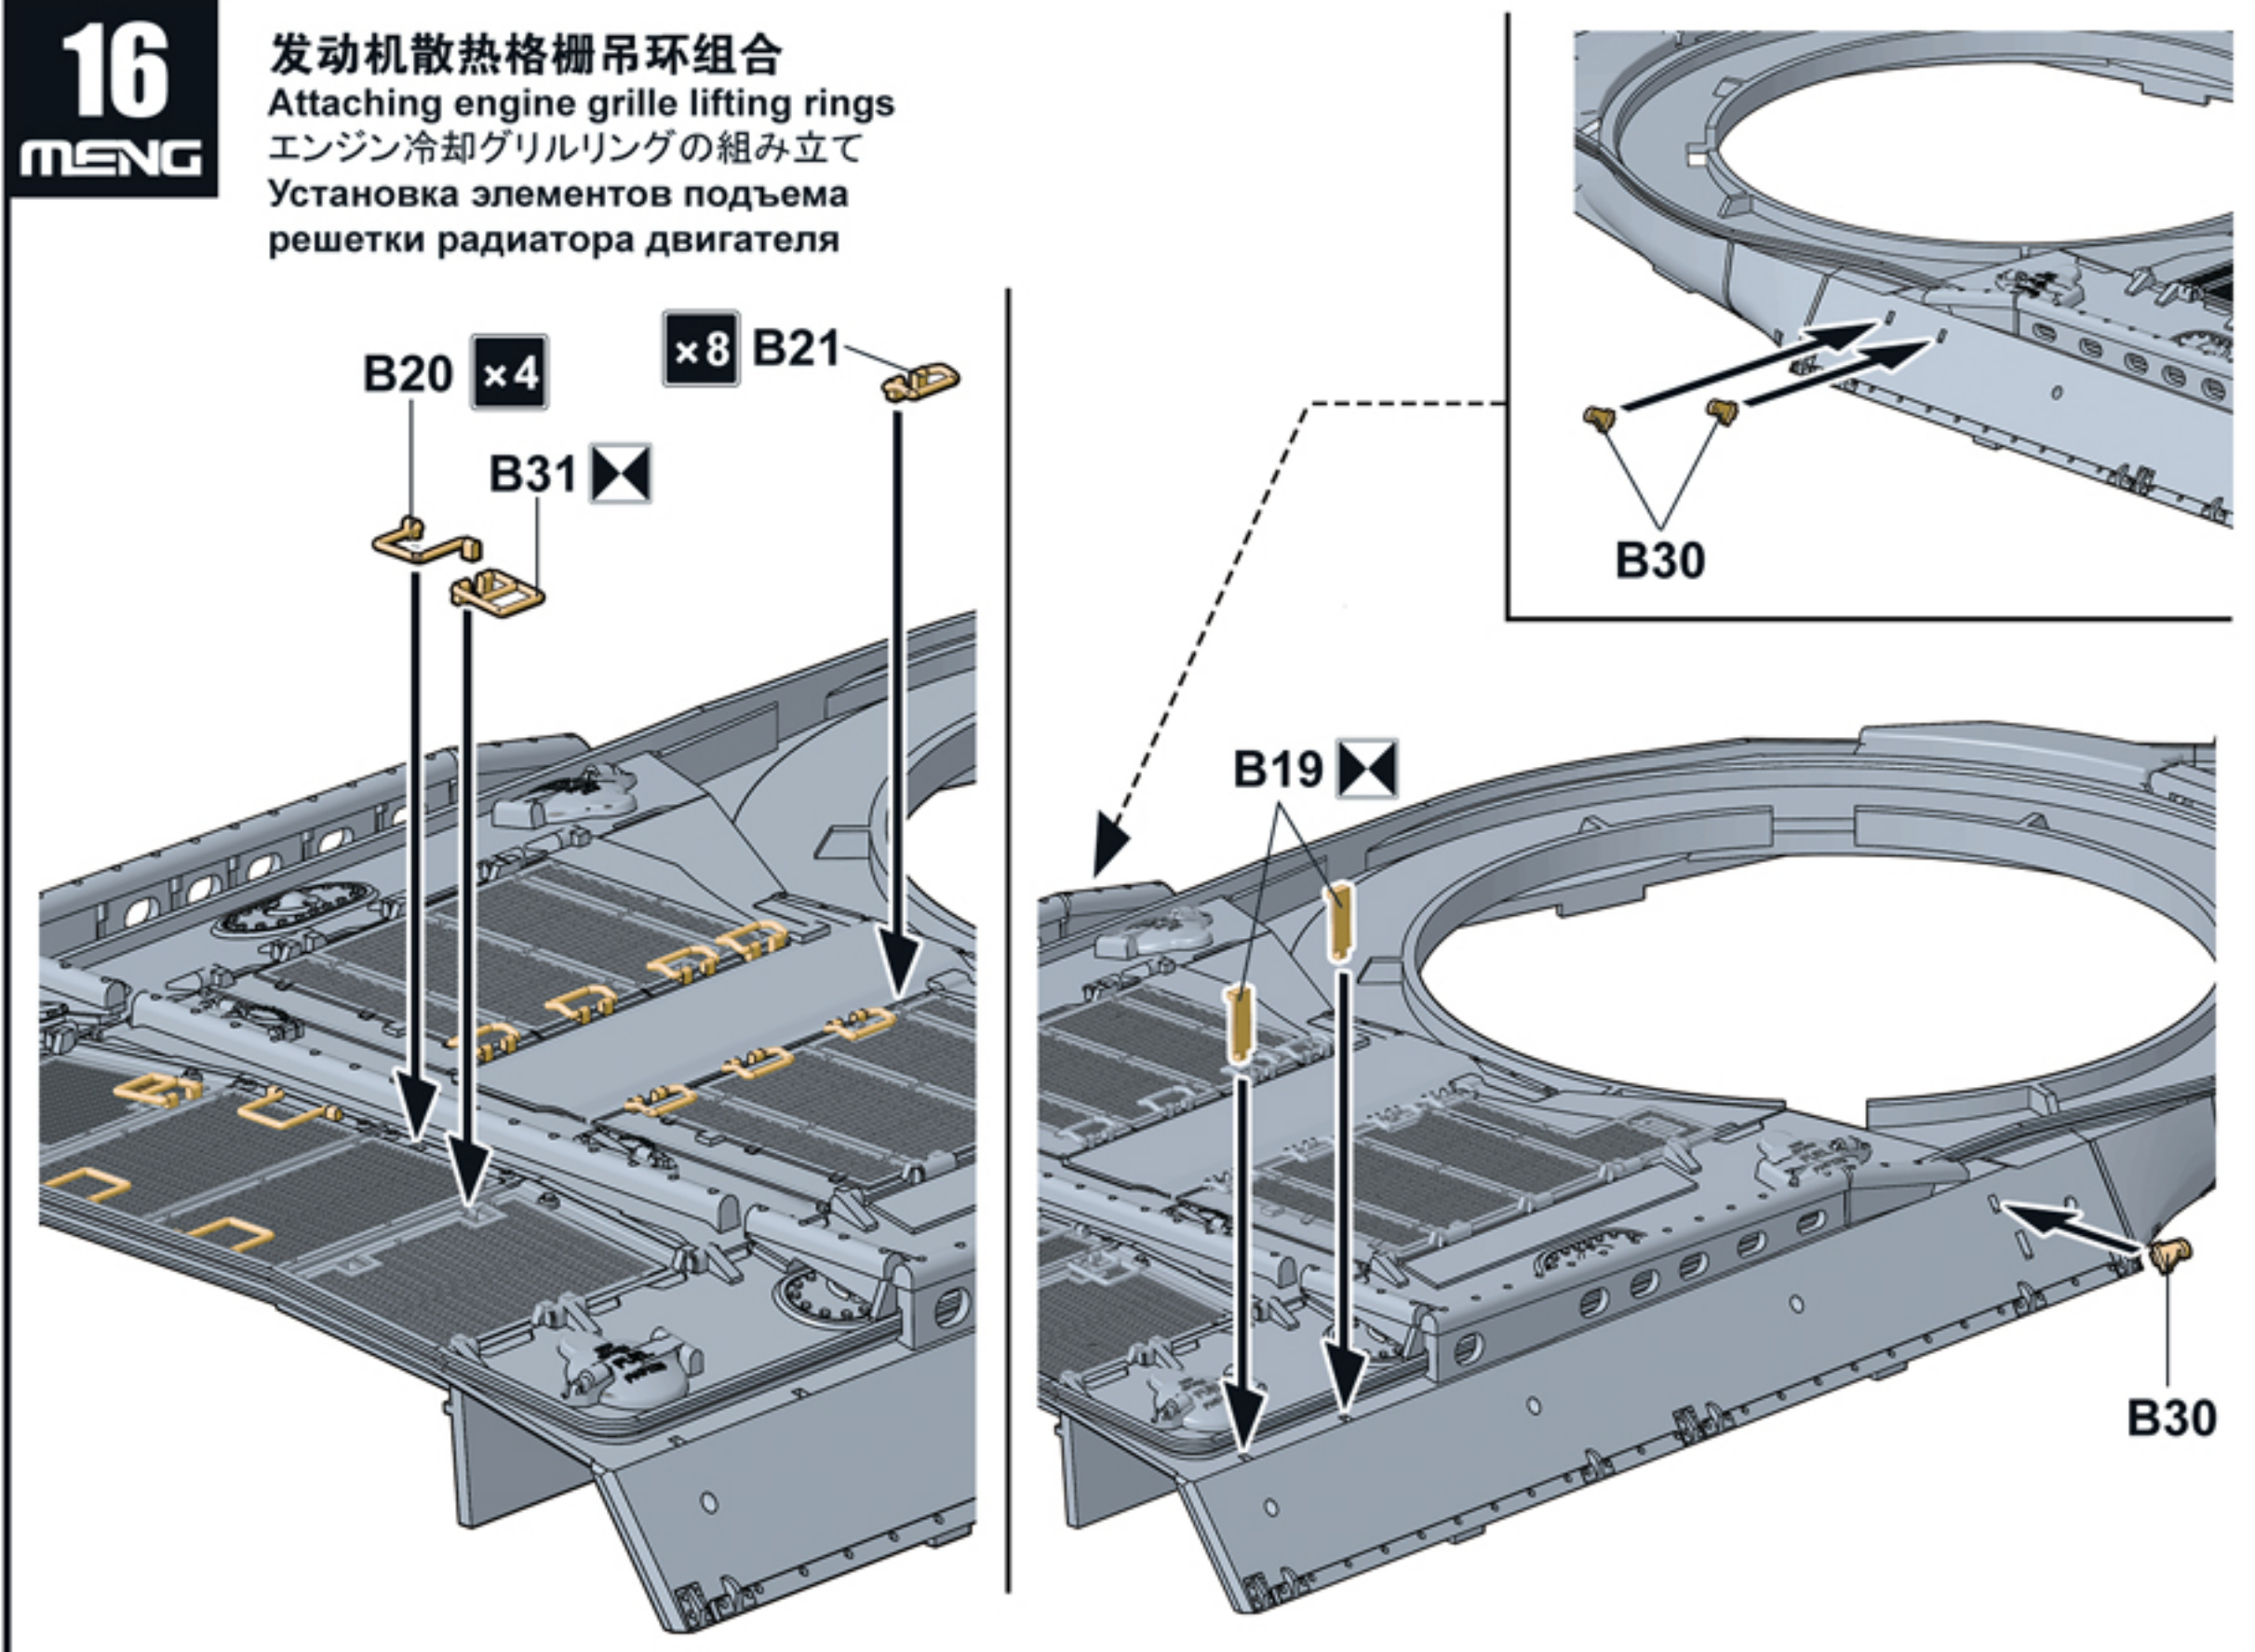 16
MENG
发动机散热格栅吊环组合
Attaching engine grille lifting rings
エンジン冷却グリルリングの組み立て
Установка элементов подъема
решетки радиатора двигателя
B20 ×4
×8 B21
B31
B30
B19
B30